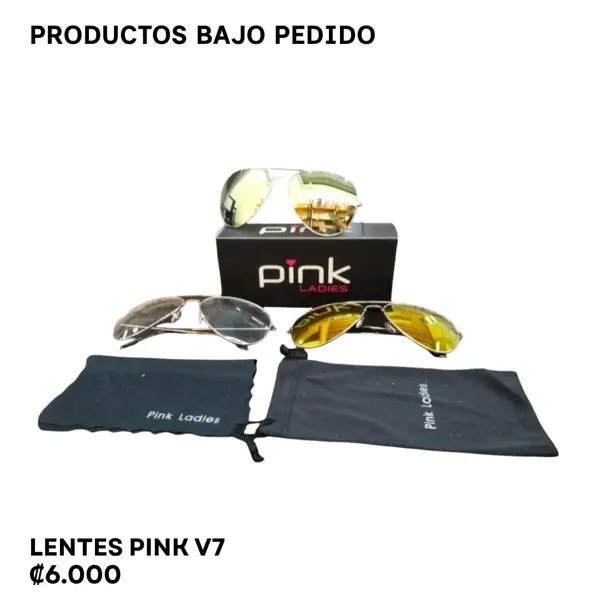 PRODUCTOS BAJO PEDIDO
pink
LADIES
Pink Ladies
Pink Ladies
LENTES PINK V7
₡6.000